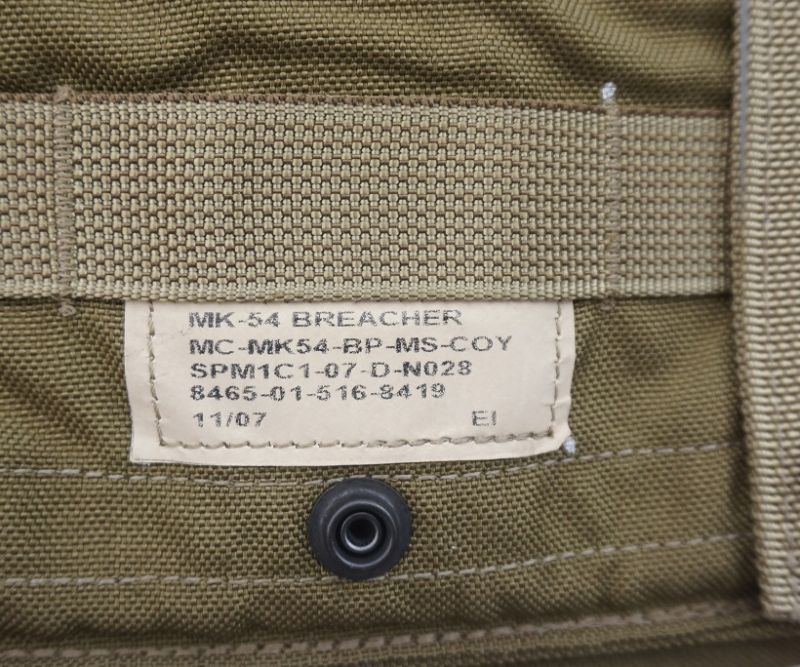 MK-54 BREACHER
MC-MK54-BP-MS-COY
SPM1C1-07-D-N028
8465-01-516-8419
11/07 EI